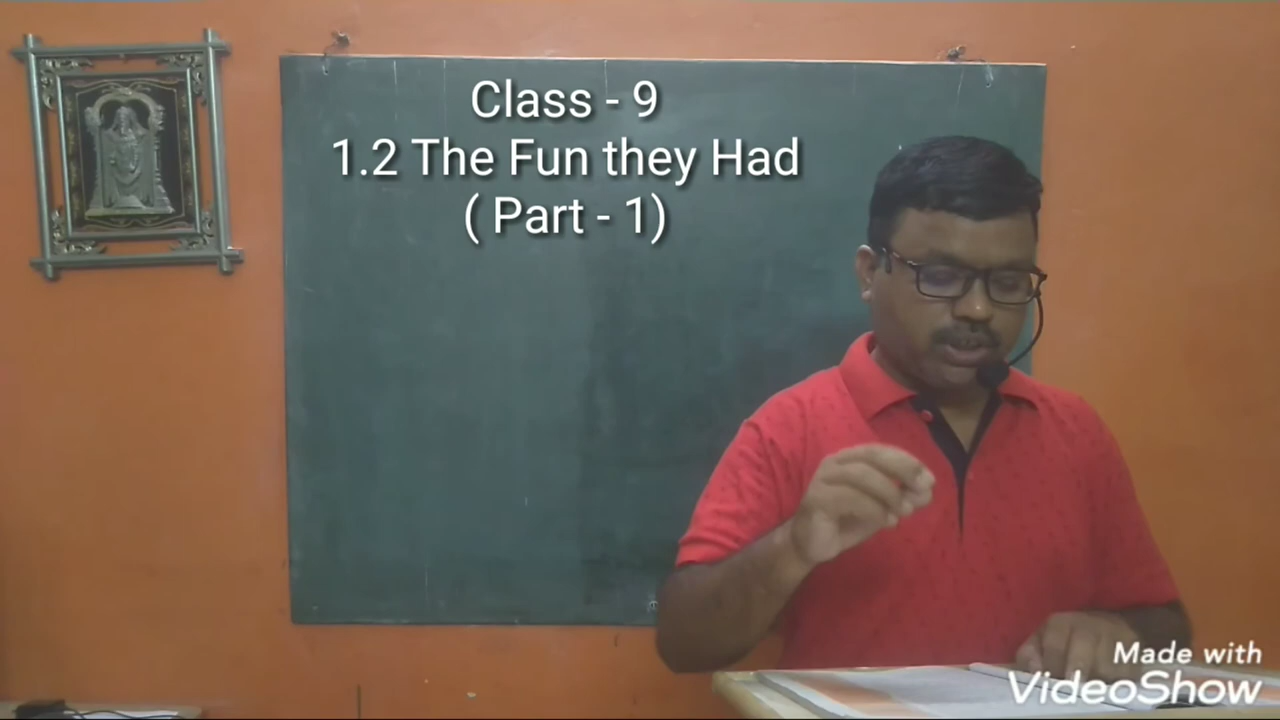 Class - 9
1.2 The Fun they Had
( Part - 1)
Made with
VideoShow